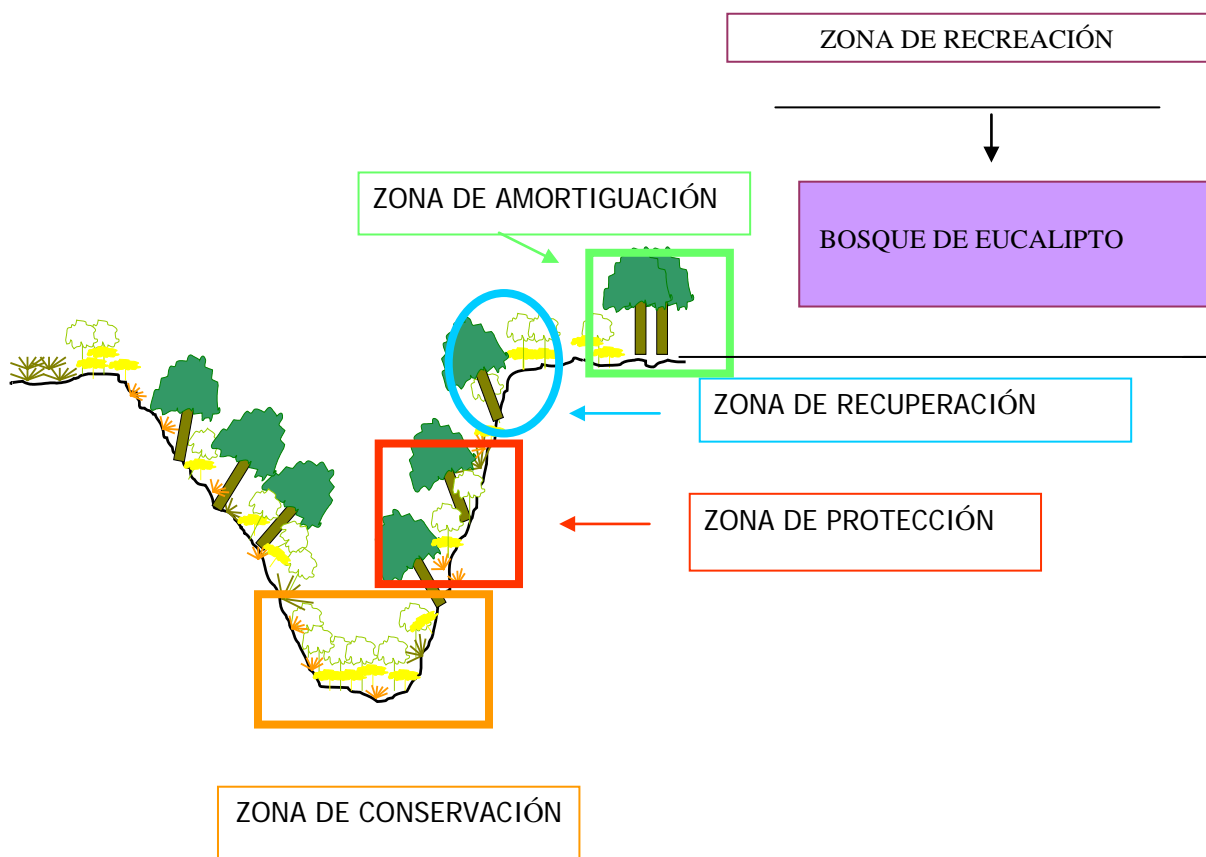 ZONA DE RECREACIÓN
ZONA DE AMORTIGUACIÓN
BOSQUE DE EUCALIPTO
ZONA DE RECUPERACIÓN
ZONA DE PROTECCIÓN
ZONA DE CONSERVACIÓN